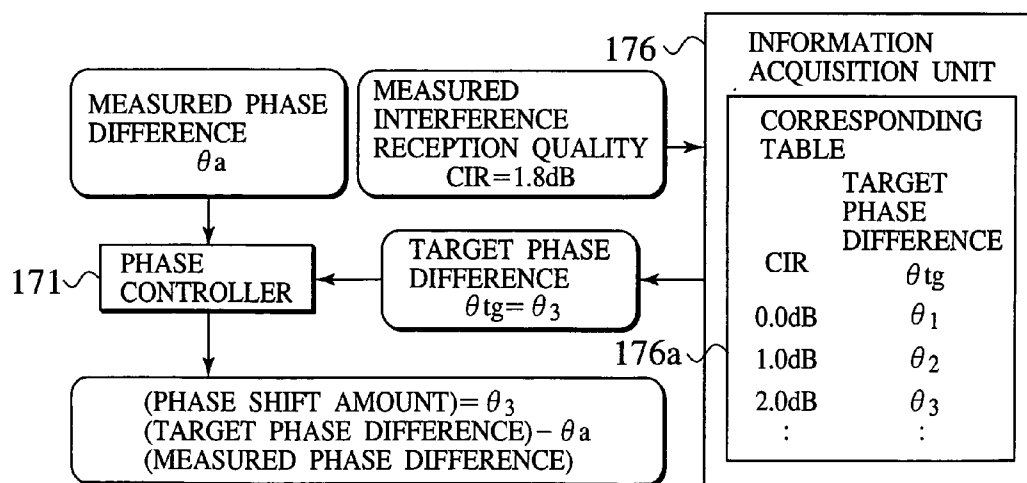 MEASURED PHASE
DIFFERENCE
θa
MEASURED
INTERFERENCE
RECEPTION QUALITY
CIR=1.8dB
176
INFORMATION
ACQUISITION UNIT
CORRESPONDING
TABLE
TARGET
PHASE
DIFFERENCE
CIR
θtg
0.0dB θ1
1.0dB θ2
2.0dB θ3
: :
176a
171
PHASE
CONTROLLER
TARGET PHASE
DIFFERENCE
θtg=θ3
(PHASE SHIFT AMOUNT)=θ3
(TARGET PHASE DIFFERENCE)−θa
(MEASURED PHASE DIFFERENCE)